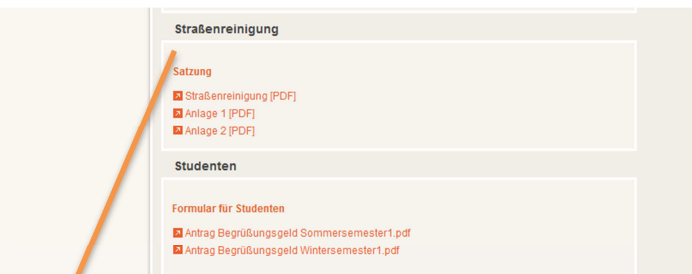 Straßenreinigung
Satzung
Straßenreinigung [PDF]
Anlage 1 [PDF]
Anlage 2 [PDF]
Studenten
Formular für Studenten
Antrag Begrüßungsgeld Sommersemester1.pdf
Antrag Begrüßungsgeld Wintersemester1.pdf